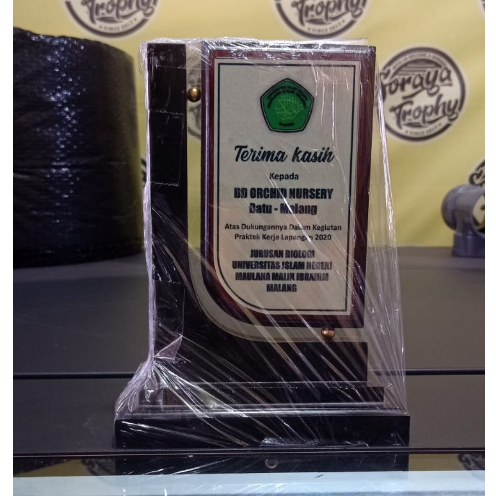 Trophy
Soraya
Trophy
Terima kasih
Kepada
DD ORCHID NURSERY
Batu - Malang
Atas Dukungannya Dalam Kegiatan
Praktek Kerja Lapangan 2020
JURUSAN BIOLOGI
UNIVERSITAS ISLAM NEGERI
MAULANA MALIK IBRAHIM
MALANG